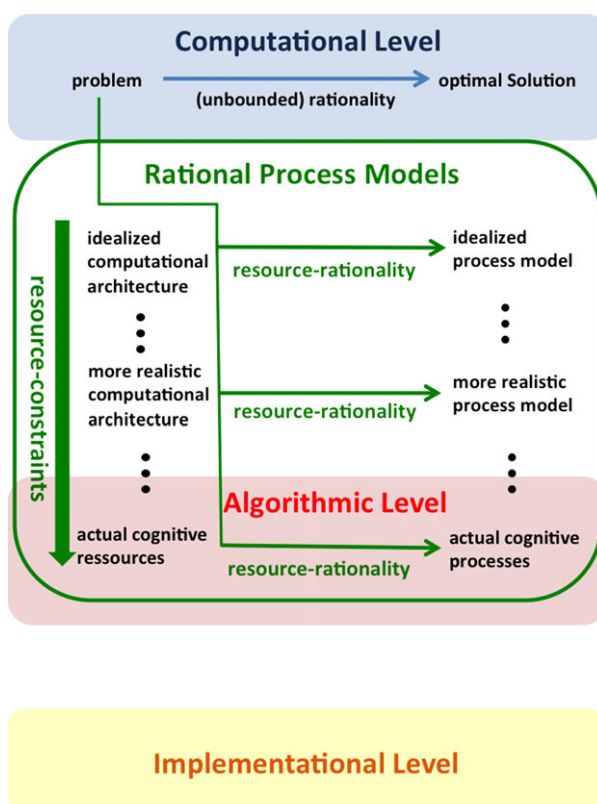 Computational Level
problem
optimal Solution
(unbounded) rationality
Rational Process Models
resource-constraints
idealized
computational
architecture
resource-rationality
idealized
process model
more realistic
computational
architecture
resource-rationality
more realistic
process model
Algorithmic Level
actual cognitive
ressources
resource-rationality
actual cognitive
processes
Implementational Level